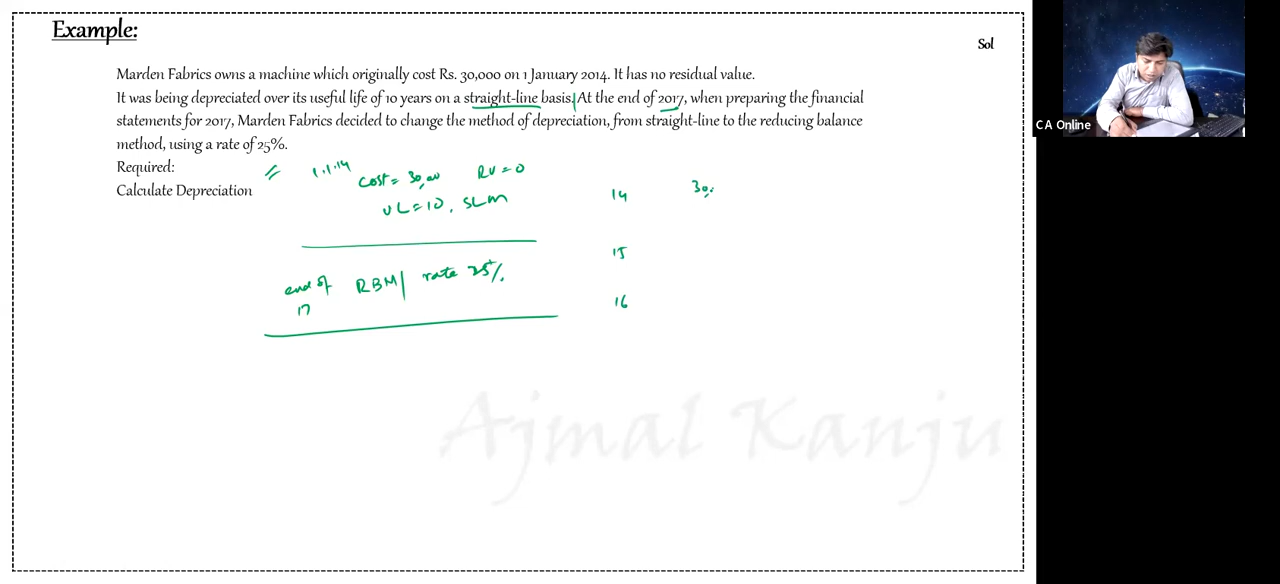 Example:
Sol
Marden Fabrics owns a machine which originally cost Rs. 30,000 on 1 January 2014. It has no residual value.
It was being depreciated over its useful life of 10 years on a straight-line basis. At the end of 2017, when preparing the financial
statements for 2017, Marden Fabrics decided to change the method of depreciation, from straight-line to the reducing balance
method, using a rate of 25%.
Required:
Calculate Depreciation
1.1.14 Cost = 30,000 RV = 0
UL = 10, SLM
14 30,
15
end of 17 RBM rate 25%
16
Ajmal Kanju
C A Online